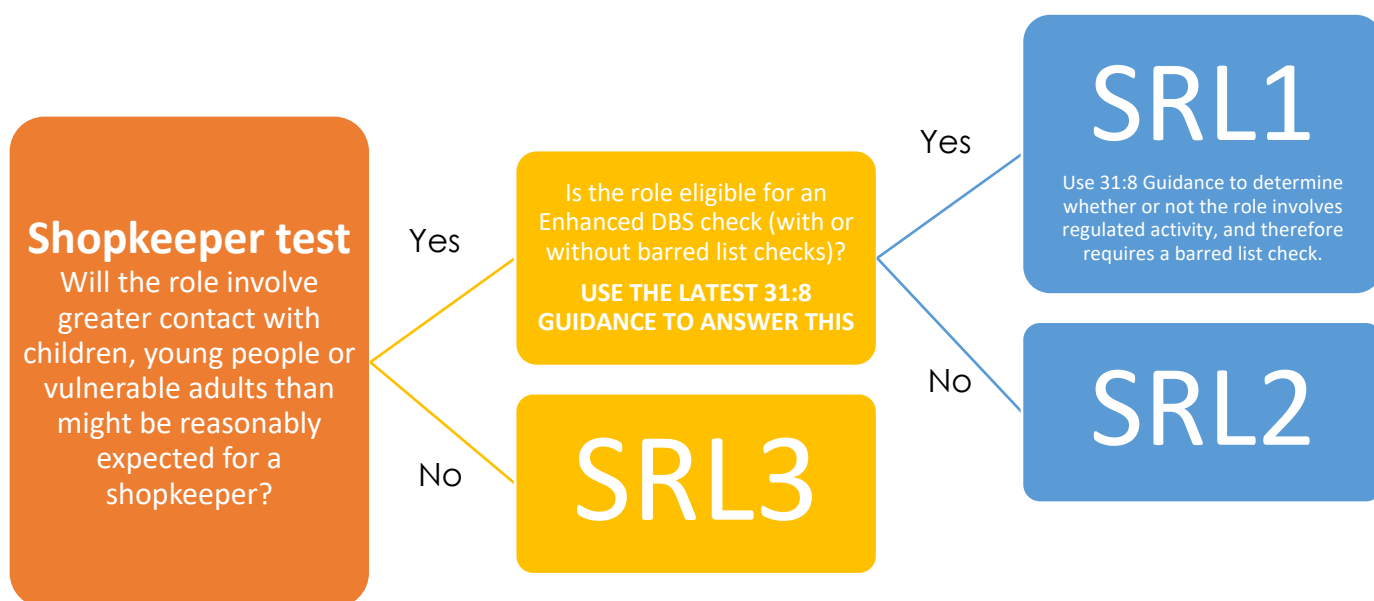 Shopkeeper test
Will the role involve
greater contact with
children, young people or
vulnerable adults than
might be reasonably
expected for a
shopkeeper?
Yes
No
Is the role eligible for an
Enhanced DBS check (with or
without barred list checks)?
USE THE LATEST 31:8
GUIDANCE TO ANSWER THIS
SRL3
Yes
No
SRL1
Use 31:8 Guidance to determine
whether or not the role involves
regulated activity, and therefore
requires a barred list check.
SRL2